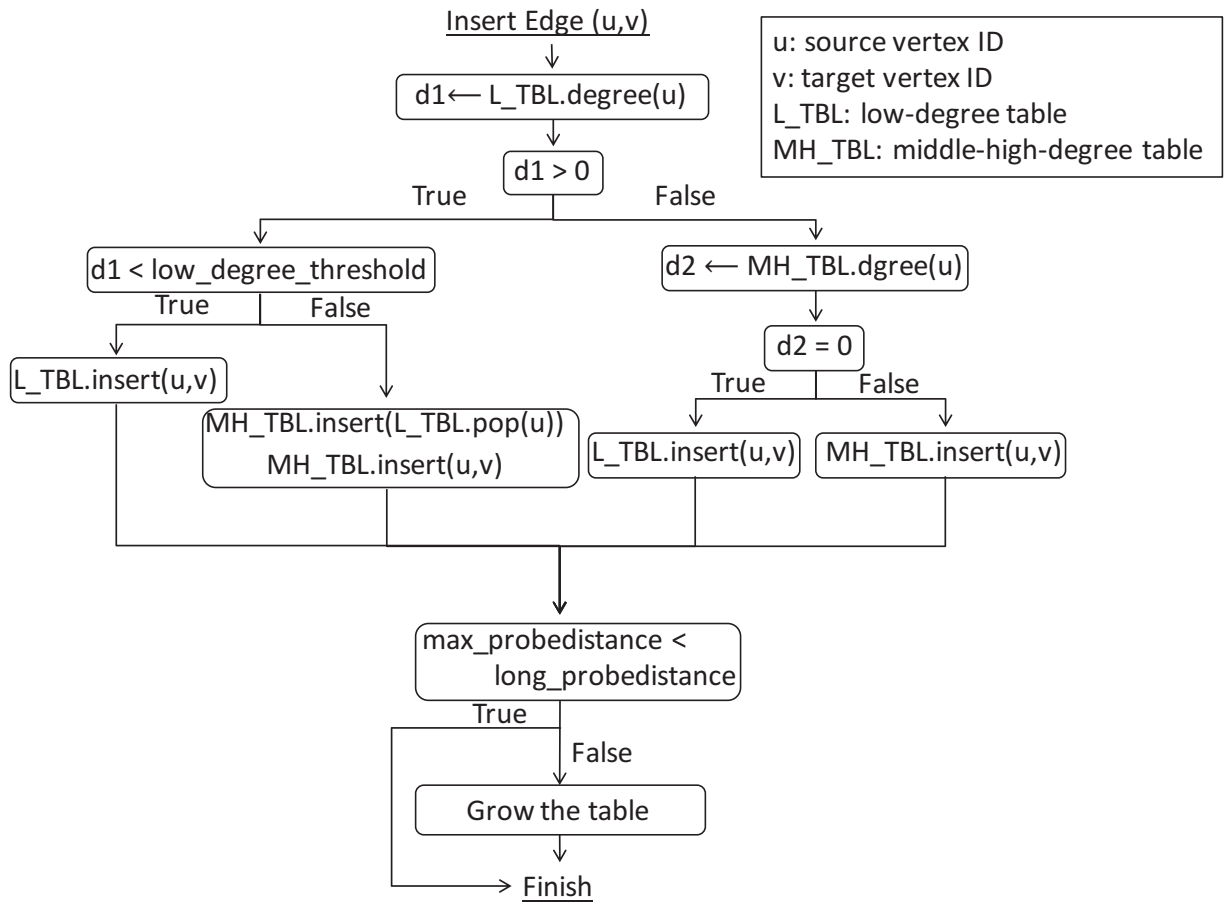 Insert Edge (u,v)
u: source vertex ID
v: target vertex ID
L_TBL: low-degree table
MH_TBL: middle-high-degree table
d1⟵ L_TBL.degree(u)
d1 > 0
True
False
d1 < low_degree_threshold
d2 ⟵ MH_TBL.dgree(u)
True
False
d2 = 0
L_TBL.insert(u,v)
True
False
MH_TBL.insert(L_TBL.pop(u))
MH_TBL.insert(u,v)
L_TBL.insert(u,v)
MH_TBL.insert(u,v)
max_probedistance <
long_probedistance
True
False
Grow the table
Finish